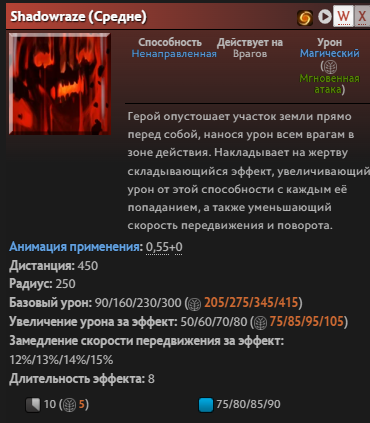 Shadowraze (Средне)
W X
Способность
Ненаправленная
Действует на
Врагов
Урон
Магический
(
Мгновенная
атака)
Герой опустошает участок земли прямо
перед собой, нанося урон всем врагам в
зоне действия. Накладывает на жертву
складывающийся эффект, увеличивающий
урон от этой способности с каждым её
попаданием, а также уменьшающий
скорость передвижения и поворота.
Анимация применения: 0,55+0
Дистанция: 450
Радиус: 250
Базовый урон: 90/160/230/300 (205/275/345/415)
Увеличение урона за эффект: 50/60/70/80 (75/85/95/105)
Замедление скорости передвижения за эффект:
12%/13%/14%/15%
Длительность эффекта: 8
10 (5) 75/80/85/90